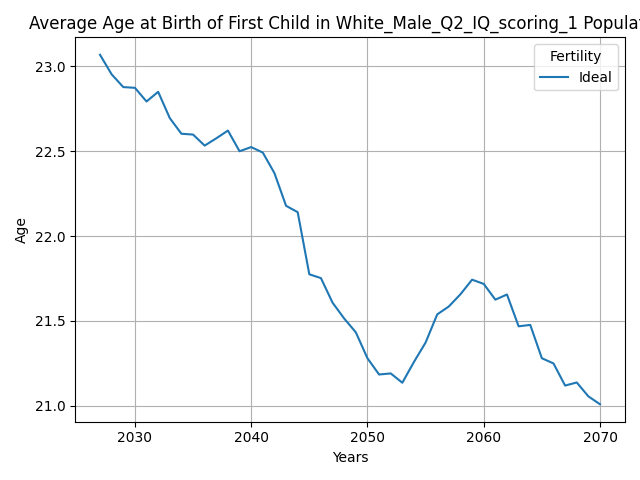 Average Age at Birth of First Child in White_Male_Q2_IQ_scoring_1 Populat
Fertility
Ideal
23.0
22.5
22.0
21.5
21.0
Age
2030 2040 2050 2060 2070
Years